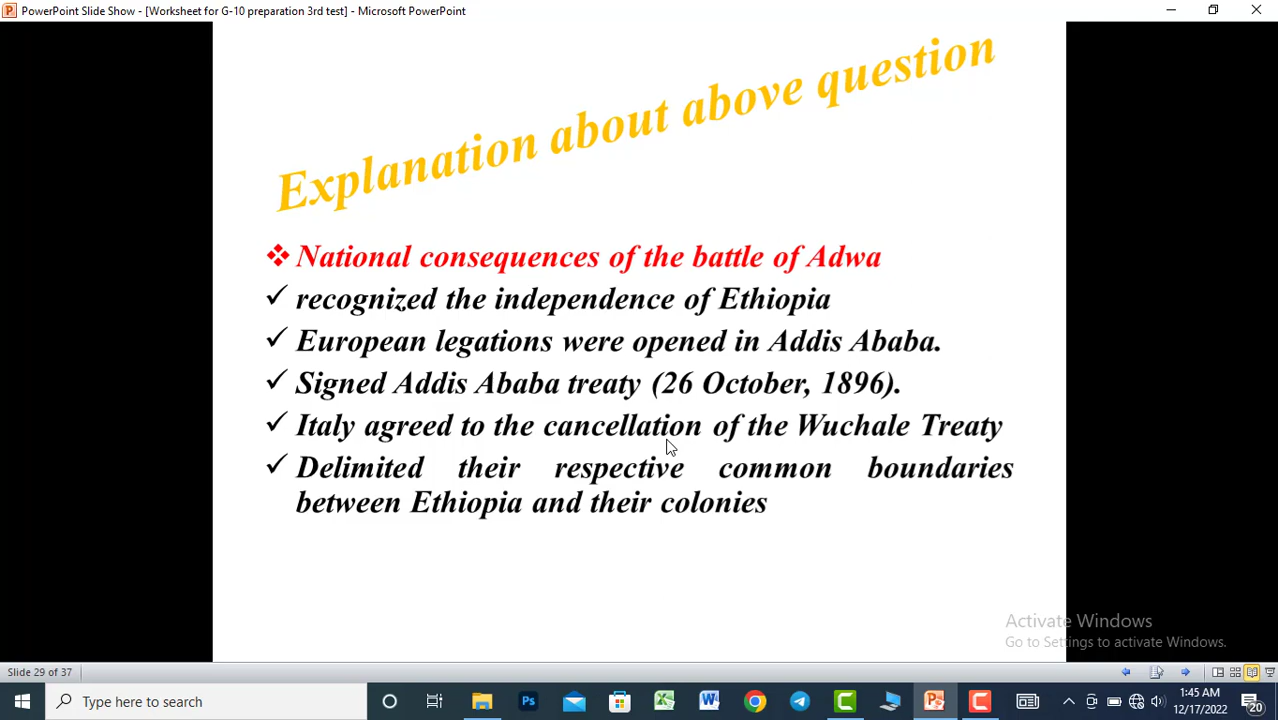 PowerPoint Slide Show - [Worksheet for G-10 preparation 3rd test] - Microsoft PowerPoint
Explanation about above question
❖ National consequences of the battle of Adwa
✓ recognized the independence of Ethiopia
✓ European legations were opened in Addis Ababa.
✓ Signed Addis Ababa treaty (26 October, 1896).
✓ Italy agreed to the cancellation of the Wuchale Treaty
✓ Delimited their respective common boundaries
between Ethiopia and their colonies
Activate Windows
Go to Settings to activate Windows.
Slide 29 of 37
Type here to search
1:45 AM
12/17/2022
20